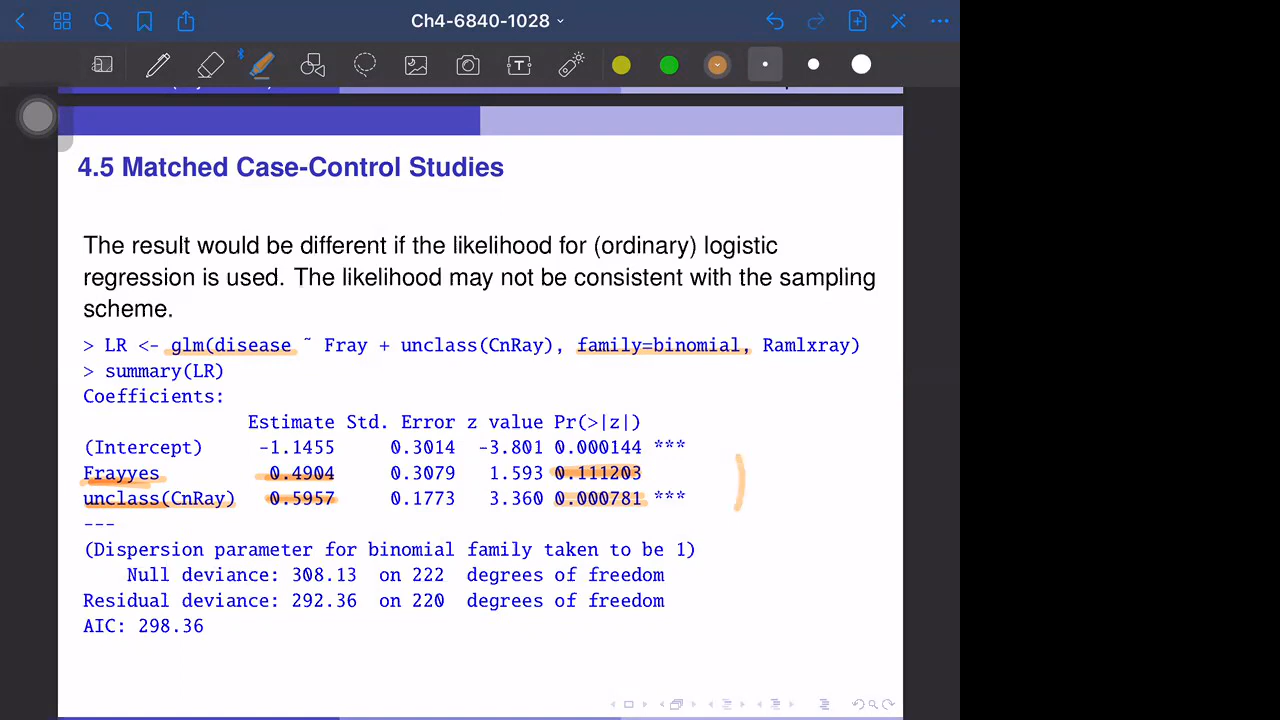 Ch4-6840-1028
4.5 Matched Case-Control Studies
The result would be different if the likelihood for (ordinary) logistic
regression is used. The likelihood may not be consistent with the sampling
scheme.
> LR <- glm(disease ~ Fray + unclass(CnRay), family=binomial, Ramlxray)
> summary(LR)
Coefficients:
Estimate Std. Error z value Pr(>|z|)
(Intercept) -1.1455 0.3014 -3.801 0.000144 ***
Frayyes 0.4904 0.3079 1.593 0.111203
unclass(CnRay) 0.5957 0.1773 3.360 0.000781 ***
---
(Dispersion parameter for binomial family taken to be 1)
Null deviance: 308.13 on 222 degrees of freedom
Residual deviance: 292.36 on 220 degrees of freedom
AIC: 298.36